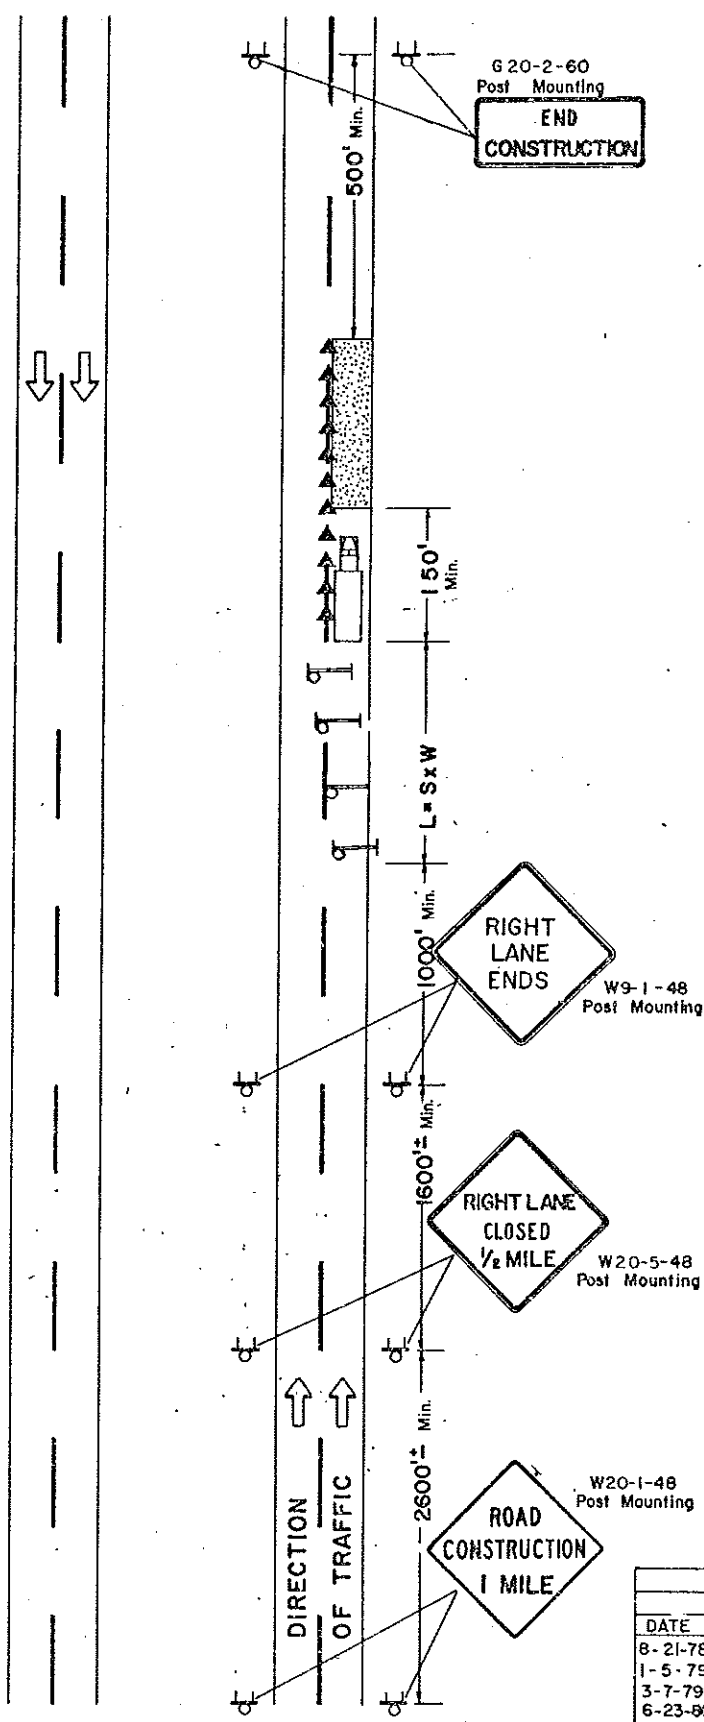 G20-2-60
Post Mounting
END
CONSTRUCTION
500' Min.
150'
Min.
L=SxW
1000' Min.
RIGHT
LANE
ENDS
W9-1-48
Post Mounting
1600'± Min.
RIGHT LANE
CLOSED
1/2 MILE
W20-5-48
Post Mounting
2600'± Min.
W20-1-48
Post Mounting
ROAD
CONSTRUCTION
1 MILE
DIRECTION
OF TRAFFIC
DATE
8-21-78
1-5-79
3-7-79